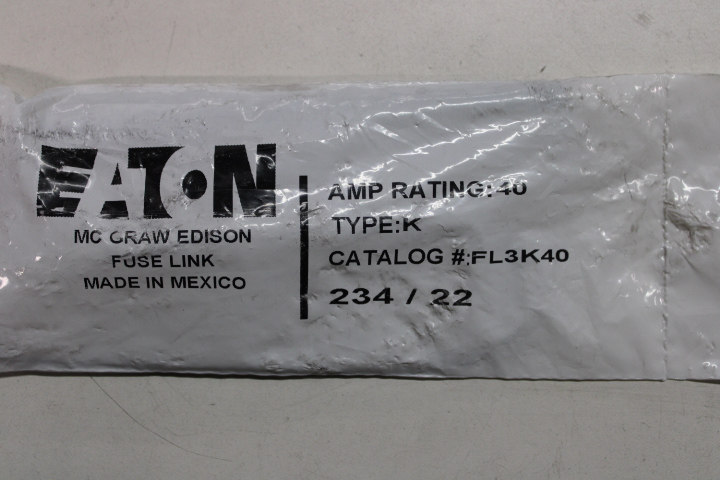 EATON
MC GRAW EDISON
FUSE LINK
MADE IN MEXICO
AMP RATING: 40
TYPE:K
CATALOG #:FL3K40
234 / 22